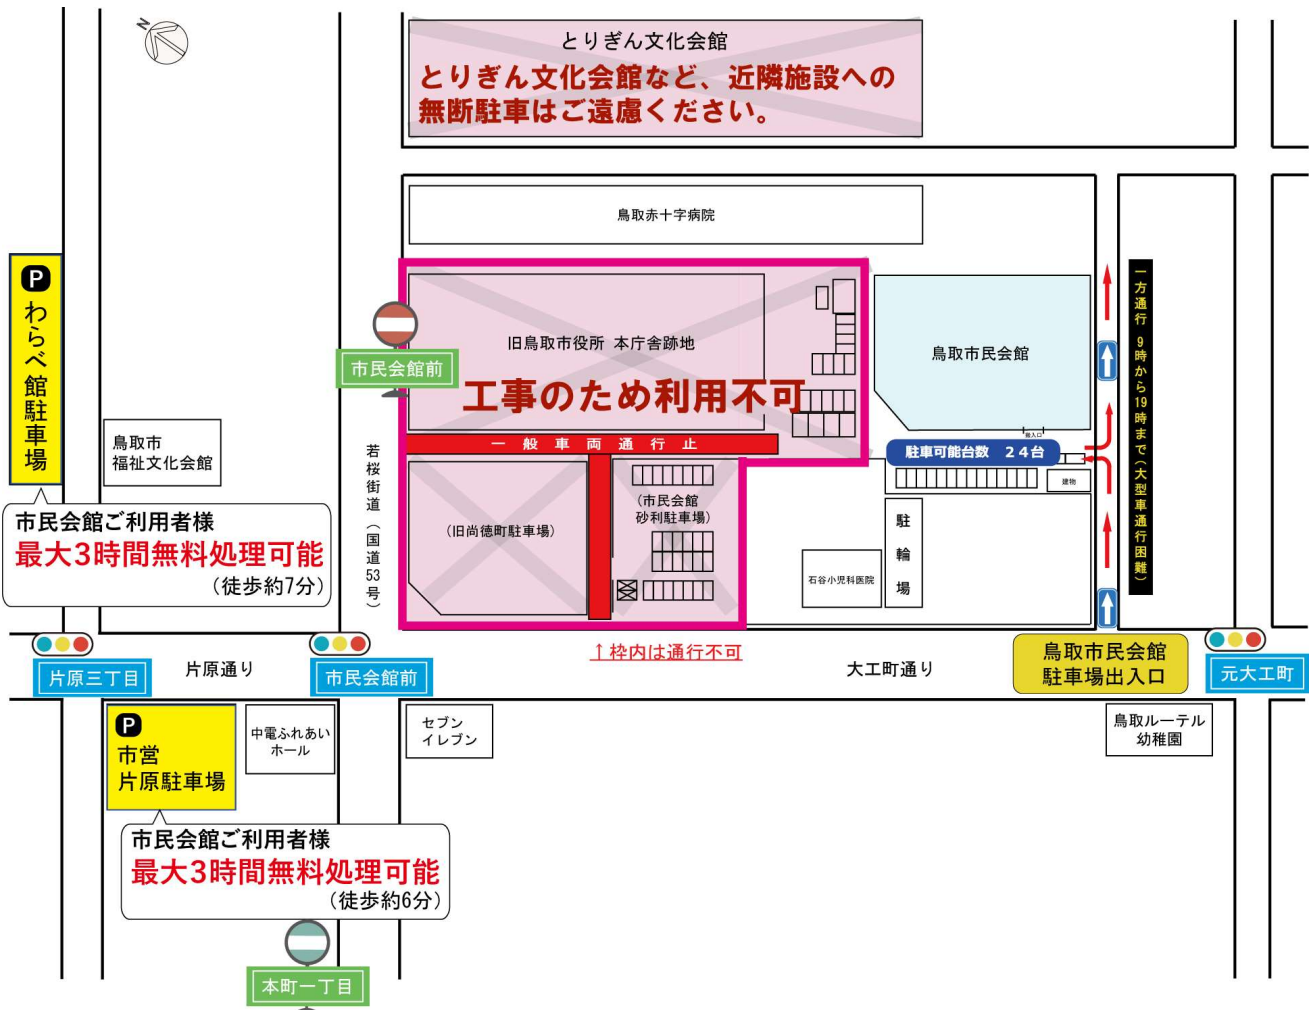 N
とりぎん文化会館
とりぎん文化会館など、近隣施設への
無断駐車はご遠慮ください。
鳥取赤十字病院
P
わらべ館駐車場
市民会館前
旧鳥取市役所 本庁舎跡地
工事のため利用不可
一般車両通行止
鳥取市民会館
搬入口
駐車可能台数 24台
建物
一方通行 9時から19時まで(大型車通行困難)
鳥取市
福祉文化会館
若桜街道(国道53号)
(旧尚徳町駐車場)
(市民会館
砂利駐車場)
駐輪場
石谷小児科医院
市民会館ご利用者様
最大3時間無料処理可能
(徒歩約7分)
↑枠内は通行不可
片原三丁目
片原通り
市民会館前
大工町通り
鳥取市民会館
駐車場出入口
元大工町
P
市営
片原駐車場
中電ふれあい
ホール
セブン
イレブン
鳥取ルーテル
幼稚園
市民会館ご利用者様
最大3時間無料処理可能
(徒歩約6分)
本町一丁目